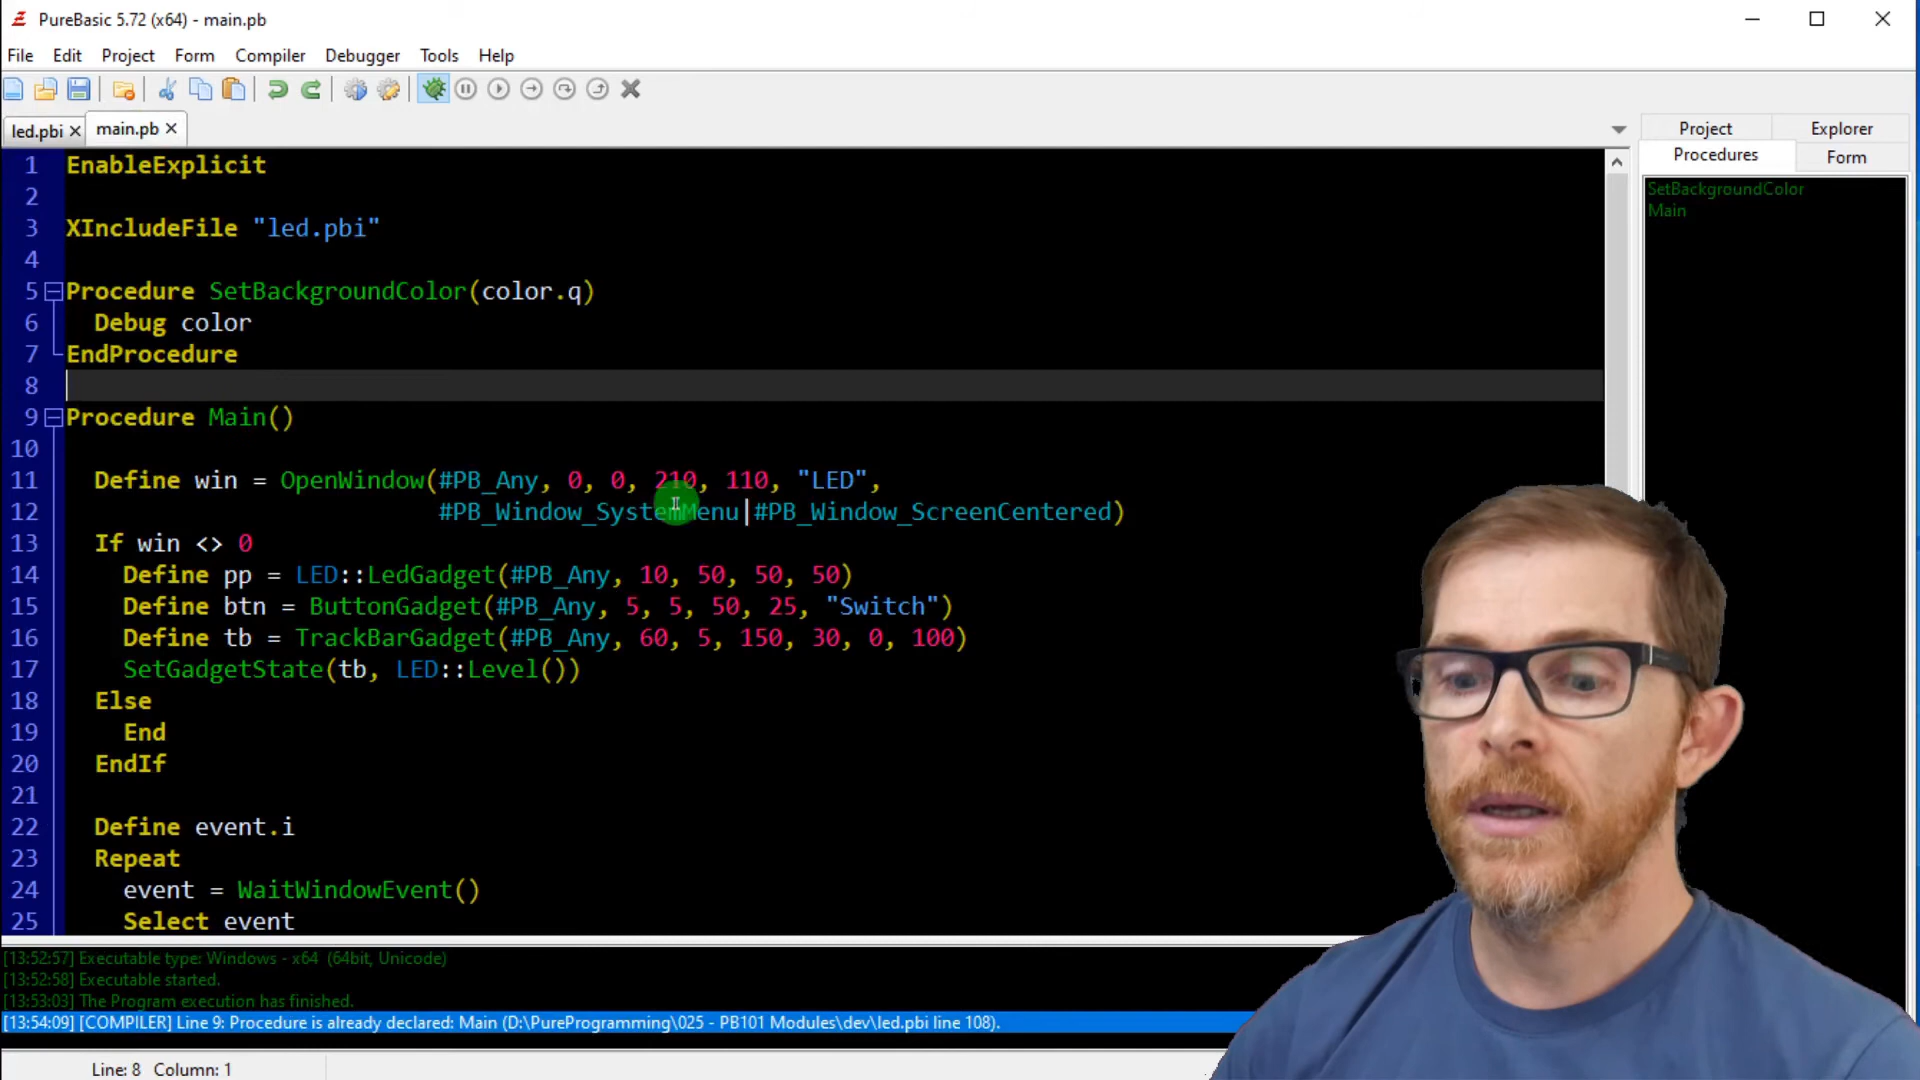 PureBasic 5.72 (x64) - main.pb
File Edit Project Form Compiler Debugger Tools Help
led.pbi main.pb
Project Explorer
Procedures Form
SetBackgroundColor
Main
1 EnableExplicit
2
3 XIncludeFile "led.pbi"
4
5 Procedure SetBackgroundColor(color.q)
6 Debug color
7 EndProcedure
8
9 Procedure Main()
10
11 Define win = OpenWindow(#PB_Any, 0, 0, 210, 110, "LED",
12 #PB_Window_SystemMenu|#PB_Window_ScreenCentered)
13 If win <> 0
14 Define pp = LED::LedGadget(#PB_Any, 10, 50, 50, 50)
15 Define btn = ButtonGadget(#PB_Any, 5, 5, 50, 25, "Switch")
16 Define tb = TrackBarGadget(#PB_Any, 60, 5, 150, 30, 0, 100)
17 SetGadgetState(tb, LED::Level())
18 Else
19 End
20 EndIf
21
22 Define event.i
23 Repeat
24 event = WaitWindowEvent()
25 Select event
[13:52:57] Executable type: Windows - x64 (64bit, Unicode)
[13:52:58] Executable started.
[13:53:03] The Program execution has finished.
[13:54:09] [COMPILER] Line 9: Procedure is already declared: Main (D:\PureProgramming\025 - PB101 Modules\dev\led.pbi line 108).
Line: 8 Column: 1